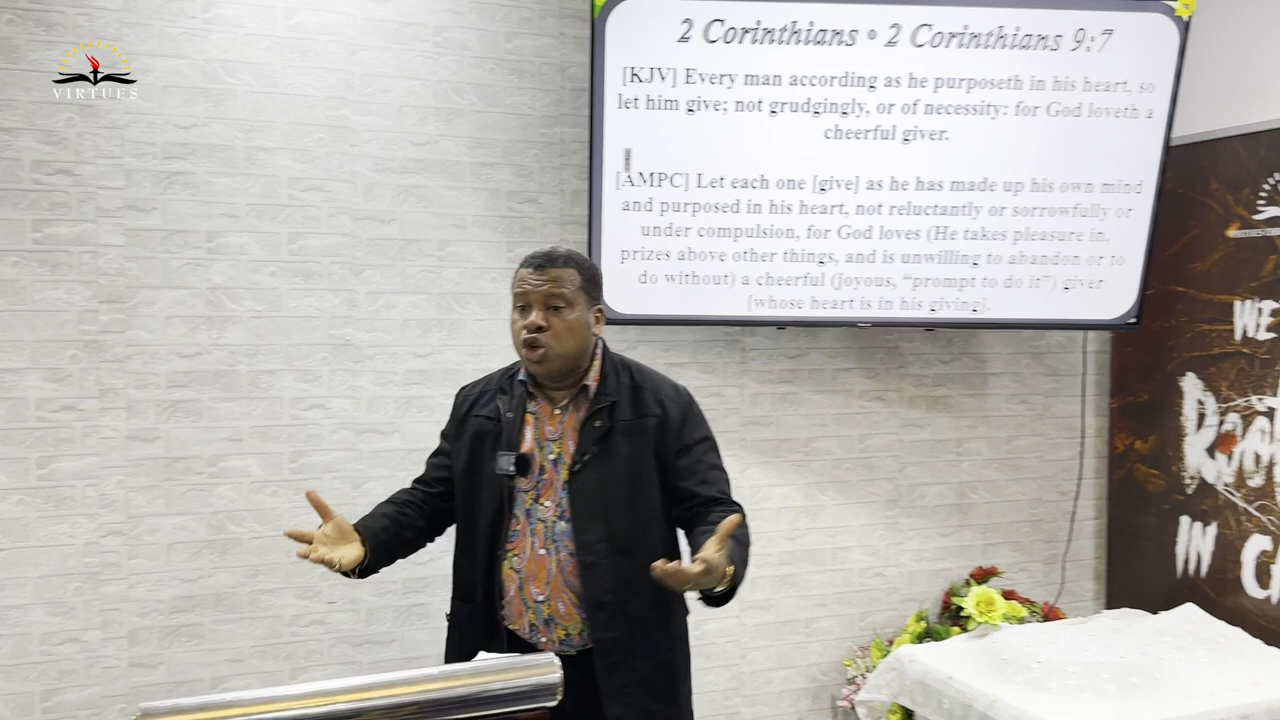 VIRTUES
2 Corinthians • 2 Corinthians 9:7
[KJV] Every man according as he purposeth in his heart, so
let him give; not grudgingly, or of necessity: for God loveth a
cheerful giver.
[AMPC] Let each one [give] as he has made up his own mind
and purposed in his heart, not reluctantly or sorrowfully or
under compulsion, for God loves (He takes pleasure in,
prizes above other things, and is unwilling to abandon or to
do without) a cheerful (joyous, “prompt to do it”) giver
[whose heart is in his giving].
WE
IN